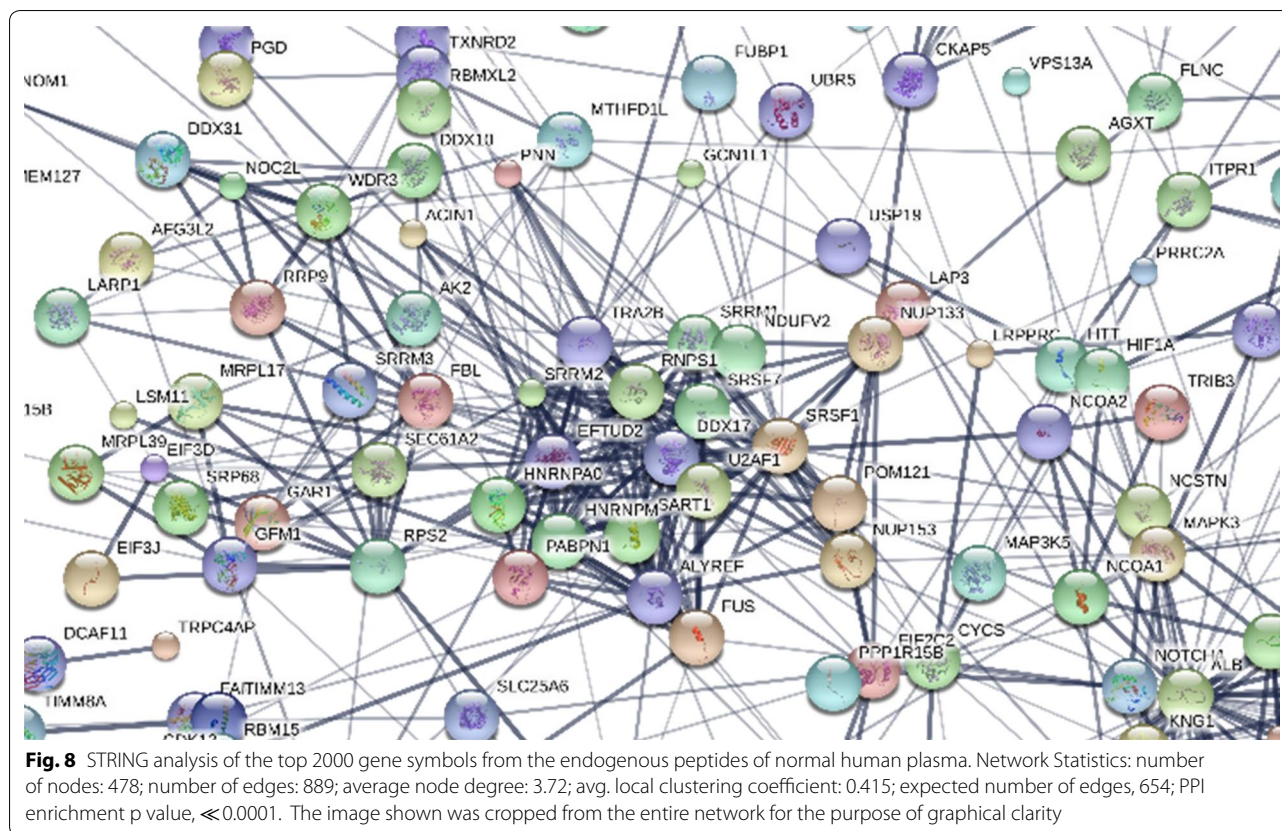 PGD
TXNRD2
FUBP1
CKAP5
VPS13A
FLNC
NOM1
RBMXL2
UBR5
MTHFD1L
AGXT
DDX31
DDX10
PNN
GCN1L1
NOC2L
WDR3
ITPR1
ACIN1
USP19
AFG3L2
PRRC2A
LARP1
RRP9
AK2
LAP3
TRA2B
SRRM1
NDUFV2
NUP133
LRPPRC
HTT
HIF1A
MRPL17
SRRM3
FBL
SRRM2
RNPS1
SRSF7
TRIB3
LSM11
15B
NCOA2
MRPL39
EIF3D
SEC61A2
EFTUD2
DDX17
SRSF1
SRP68
HNRNPA0
U2AF1
POM121
NCSTN
GAR1
GFM1
HNRNPM
SART1
NUP153
MAPK3
EIF3J
RPS2
PABPN1
MAP3K5
ALYREF
NCOA1
FUS
DCAF11
TRPC4AP
EIF2C2
CYCS
PPP1R15B
NOTCH1
ALB
TIMM8A
TIMM13
SLC25A6
RBM15
KNG1
Fig. 8 STRING analysis of the top 2000 gene symbols from the endogenous peptides of normal human plasma. Network Statistics: number
of nodes: 478; number of edges: 889; average node degree: 3.72; avg. local clustering coefficient: 0.415; expected number of edges, 654; PPI
enrichment p value, ≪0.0001. The image shown was cropped from the entire network for the purpose of graphical clarity